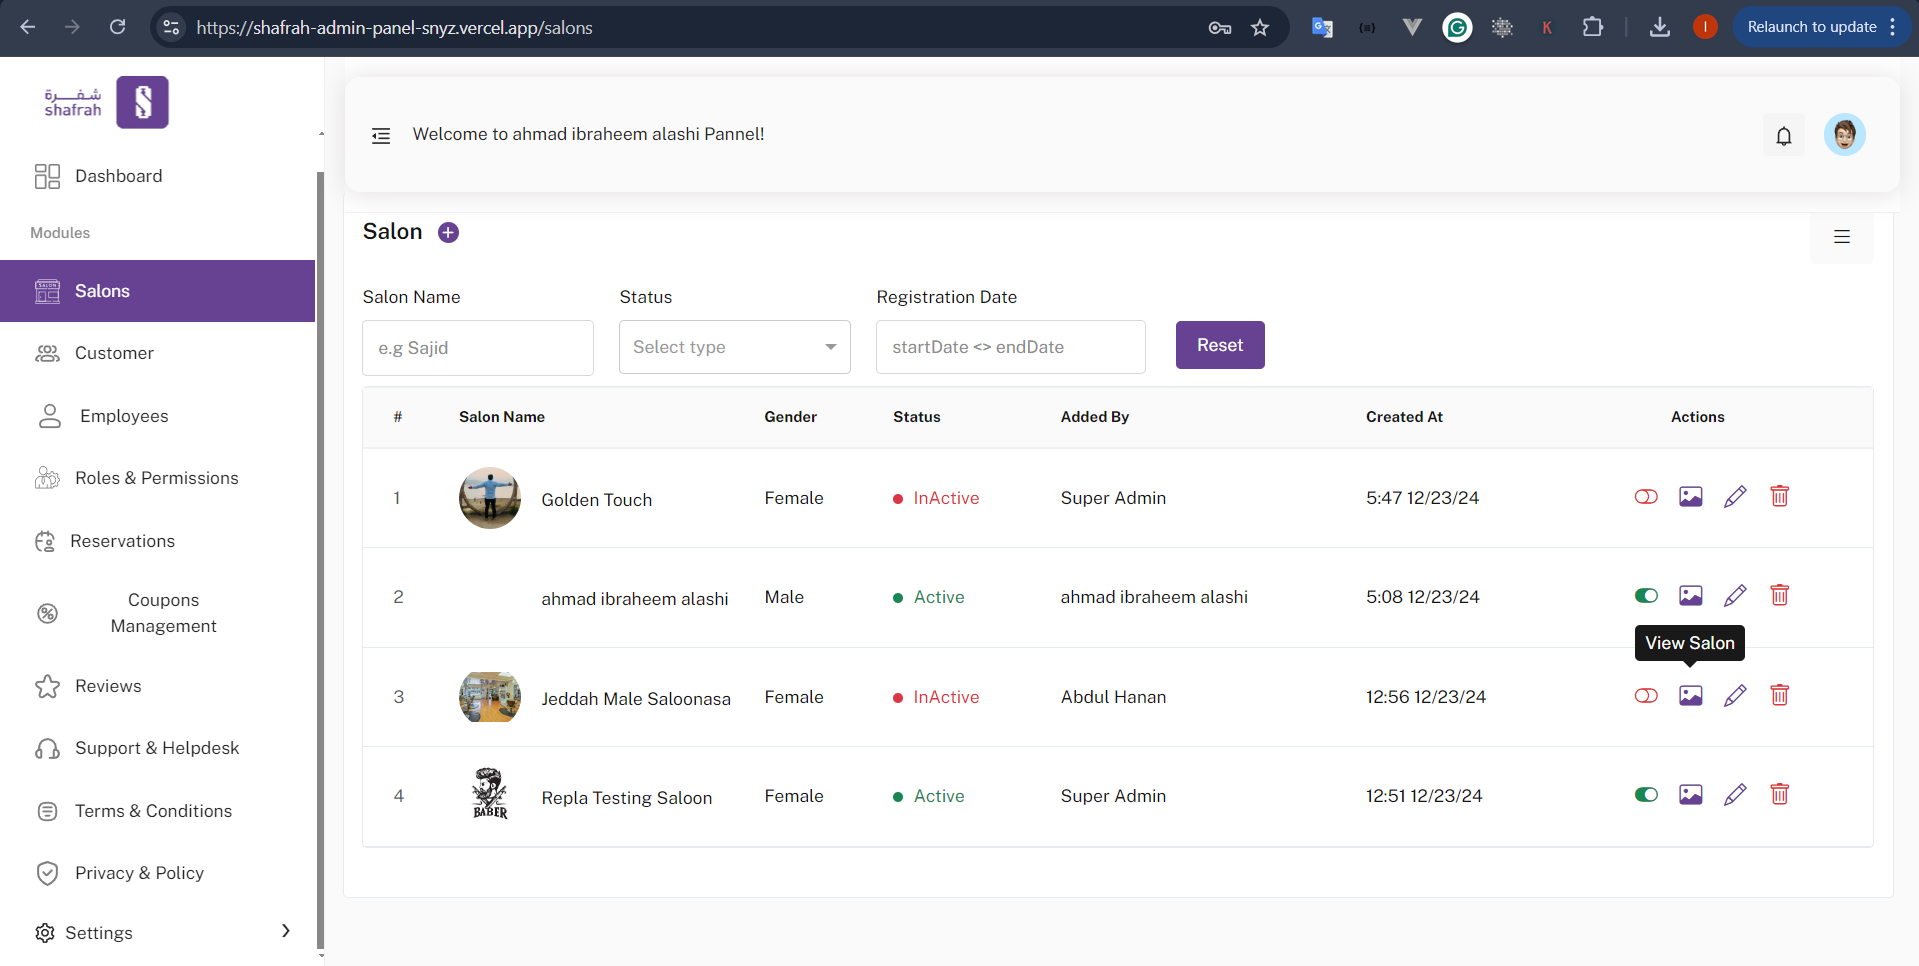 https://shafrah-admin-panel-snyz.vercel.app/salons
Relaunch to update
شفرة
shafrah
Welcome to ahmad ibraheem alashi Pannel!
Dashboard
Modules
Salons
Customer
Employees
Roles & Permissions
Reservations
Coupons
Management
Reviews
Support & Helpdesk
Terms & Conditions
Privacy & Policy
Settings
Salon
Salon Name Status Registration Date
e.g Sajid Select type startDate <> endDate Reset
# Salon Name Gender Status Added By Created At Actions
1 Golden Touch Female InActive Super Admin 5:47 12/23/24
2 ahmad ibraheem alashi Male Active ahmad ibraheem alashi 5:08 12/23/24
View Salon
3 Jeddah Male Saloonasa Female InActive Abdul Hanan 12:56 12/23/24
BABER
4 Repla Testing Saloon Female Active Super Admin 12:51 12/23/24